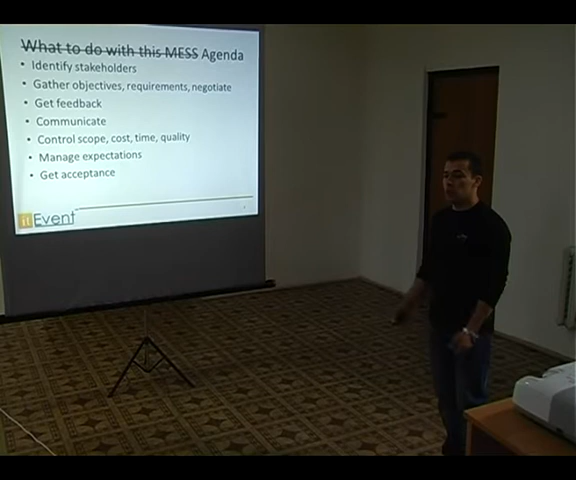 What to do with this MESS Agenda
• Identify stakeholders
• Gather objectives, requirements, negotiate
• Get feedback
• Communicate
• Control scope, cost, time, quality
• Manage expectations
• Get acceptance
itEvent